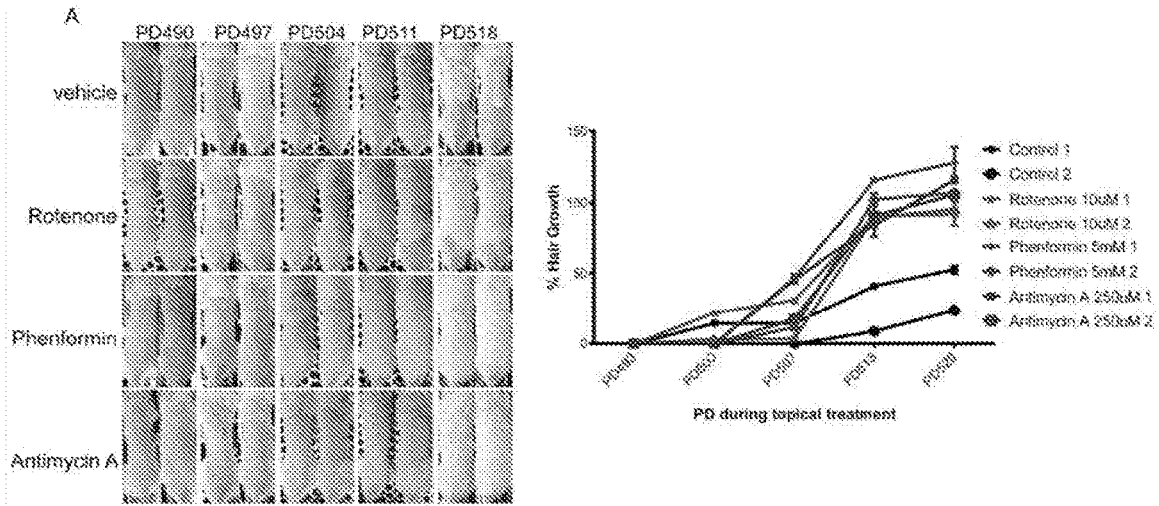 A
PD490 PD497 PD504 PD511 PD518
vehicle
Rotenone
Phenformin
Antimycin A
% Hair Growth
150
100
50
0
PD490
PD500
PD507
PD513
PD520
PD during topical treatment
Control 1
Control 2
Rotenone 10uM 1
Rotenone 10uM 2
Phenformin 5mM 1
Phenformin 5mM 2
Antimycin A 250uM 1
Antimycin A 250uM 2